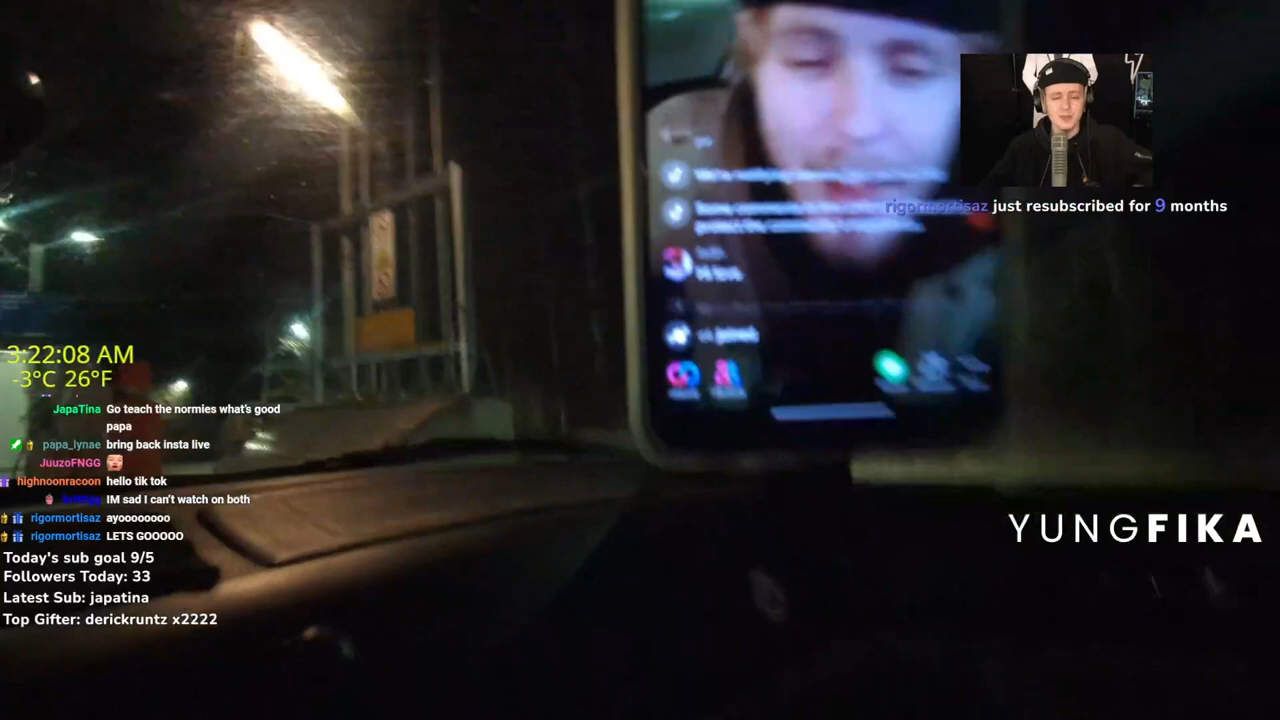 rigormortisaz just resubscribed for 9 months
3:22:08 AM
-3°C 26°F
JapaTina Go teach the normies what's good
papa
papa_lynae bring back insta live
JuuzoFNGG
highnoonracoon hello tik tok
IM sad I can't watch on both
rigormortisaz ayoooooooo
rigormortisaz LETS GOOOOO
Today's sub goal 9/5
Followers Today: 33
Latest Sub: japatina
Top Gifter: derickruntz x2222
YUNGFIKA